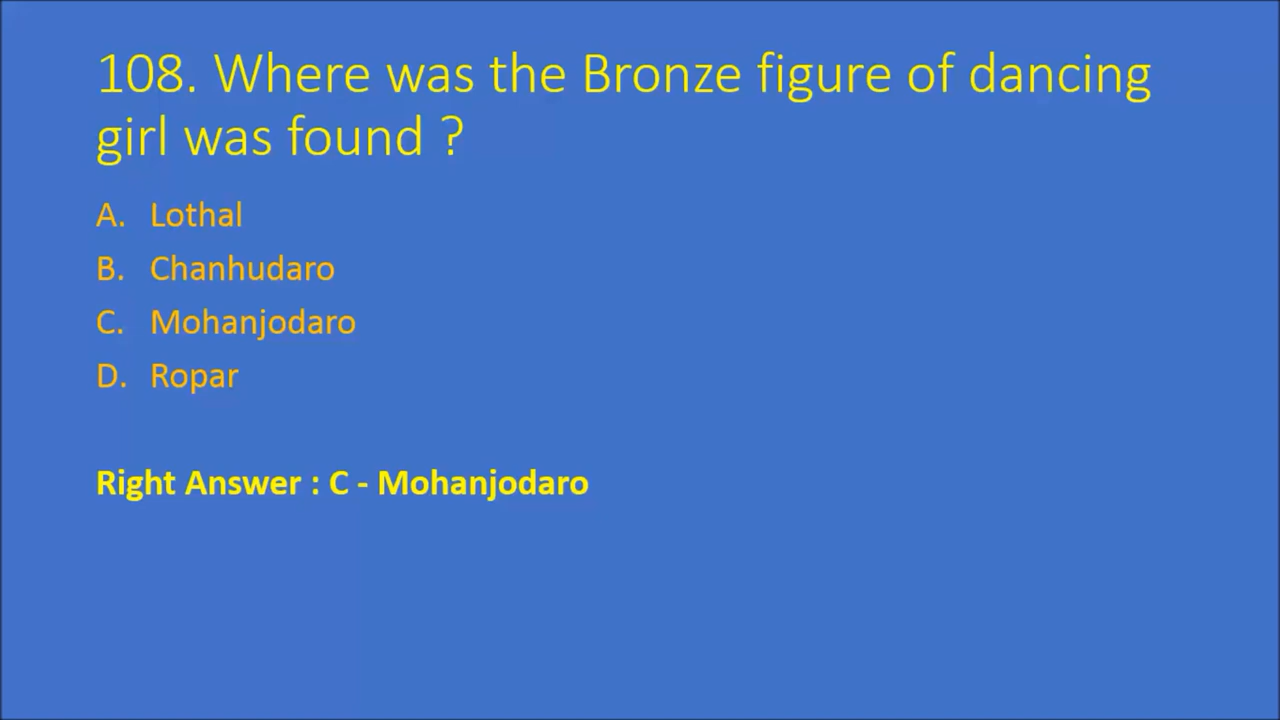 108. Where was the Bronze figure of dancing
girl was found ?
A. Lothal
B. Chanhudaro
C. Mohanjodaro
D. Ropar
Right Answer : C - Mohanjodaro